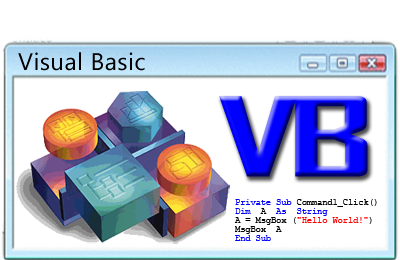 Visual Basic
VB
Private Sub Command1_Click()
Dim A As String
A = MsgBox ("Hello World!")
MsgBox A
End Sub